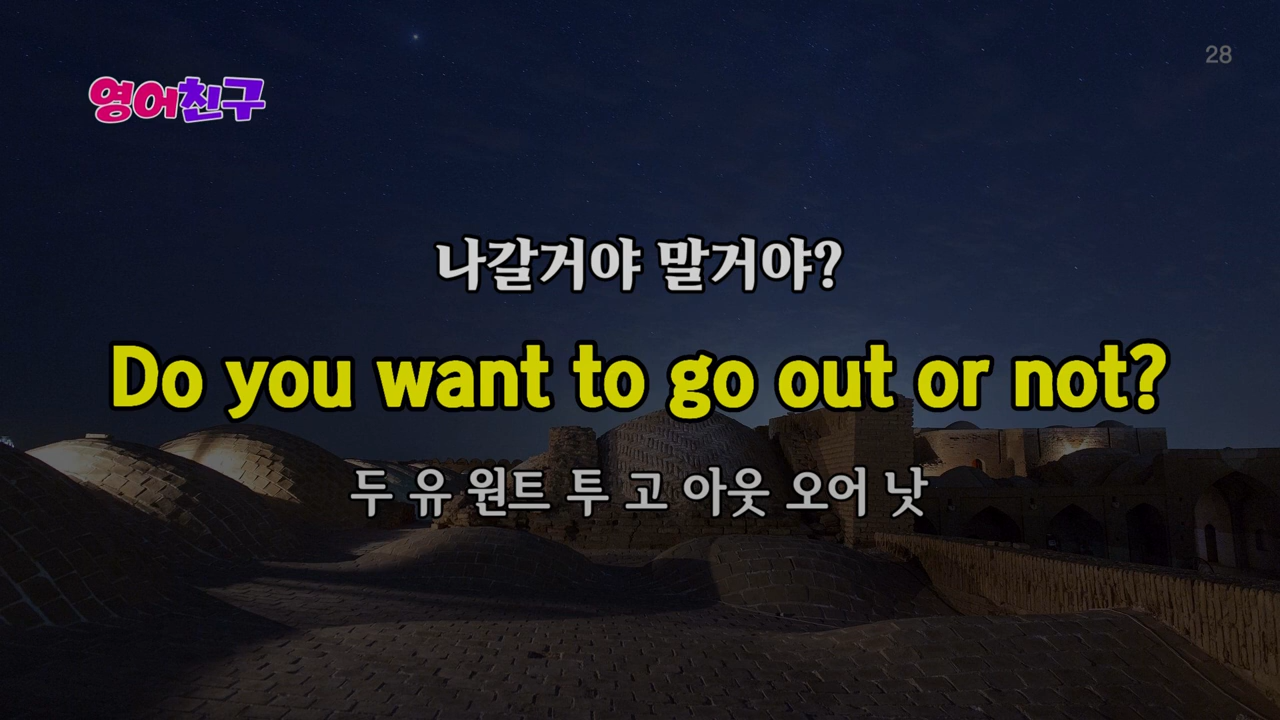 28
영어친구
나갈거야 말거야?
Do you want to go out or not?
두 유 원트 투 고 아웃 오어 낫